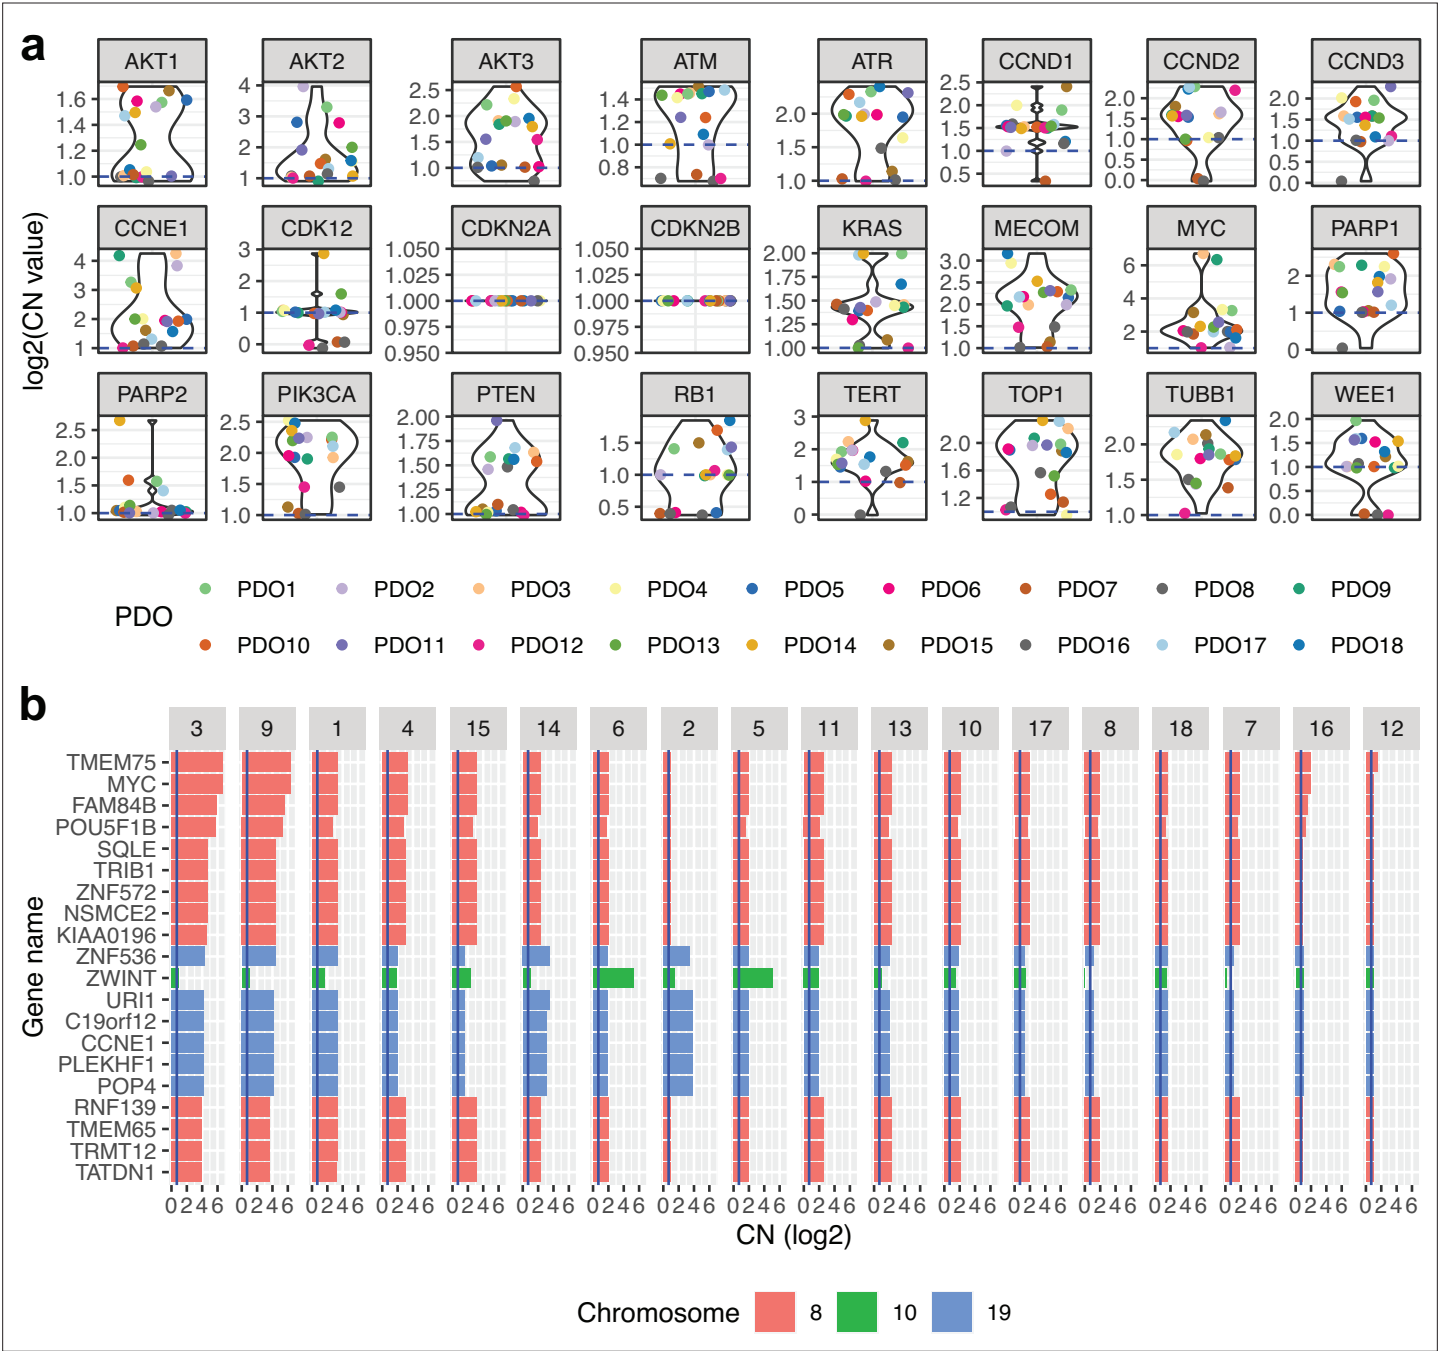 a
AKT1 AKT2 AKT3 ATM ATR CCND1 CCND2 CCND3
1.6 1.4 1.2 1.0
4 3 2 1
2.5 2.0 1.5 1.0
1.4 1.2 1.0 0.8
2.0 1.5 1.0
2.5 2.0 1.5 1.0 0.5
2.0 1.5 1.0 0.5 0.0
2.0 1.5 1.0 0.5 0.0
log2(CN value)
CCNE1 CDK12 CDKN2A CDKN2B KRAS MECOM MYC PARP1
4 3 2 1
3 2 1 0
1.050 1.025 1.000 0.975 0.950
1.050 1.025 1.000 0.975 0.950
2.00 1.75 1.50 1.25 1.00
3.0 2.5 2.0 1.5 1.0
6 4 2
2 1 0
PARP2 PIK3CA PTEN RB1 TERT TOP1 TUBB1 WEE1
2.5 2.0 1.5 1.0
2.5 2.0 1.5 1.0
2.00 1.75 1.50 1.25 1.00
1.5 1.0 0.5
3 2 1 0
2.0 1.6 1.2
2.0 1.5 1.0
2.0 1.5 1.0 0.5 0.0
PDO
PDO1 PDO2 PDO3 PDO4 PDO5 PDO6 PDO7 PDO8 PDO9
PDO10 PDO11 PDO12 PDO13 PDO14 PDO15 PDO16 PDO17 PDO18
b
3 9 1 4 15 14 6 2 5 11 13 10 17 8 18 7 16 12
Gene name
TMEM75
MYC
FAM84B
POU5F1B
SQLE
TRIB1
ZNF572
NSMCE2
KIAA0196
ZNF536
ZWINT
URI1
C19orf12
CCNE1
PLEKHF1
POP4
RNF139
TMEM65
TRMT12
TATDN1
0246 0246 0246 0246 0246 0246 0246 0246 0246 0246 0246 0246 0246 0246 0246 0246 0246 0246
CN (log2)
Chromosome 8 10 19